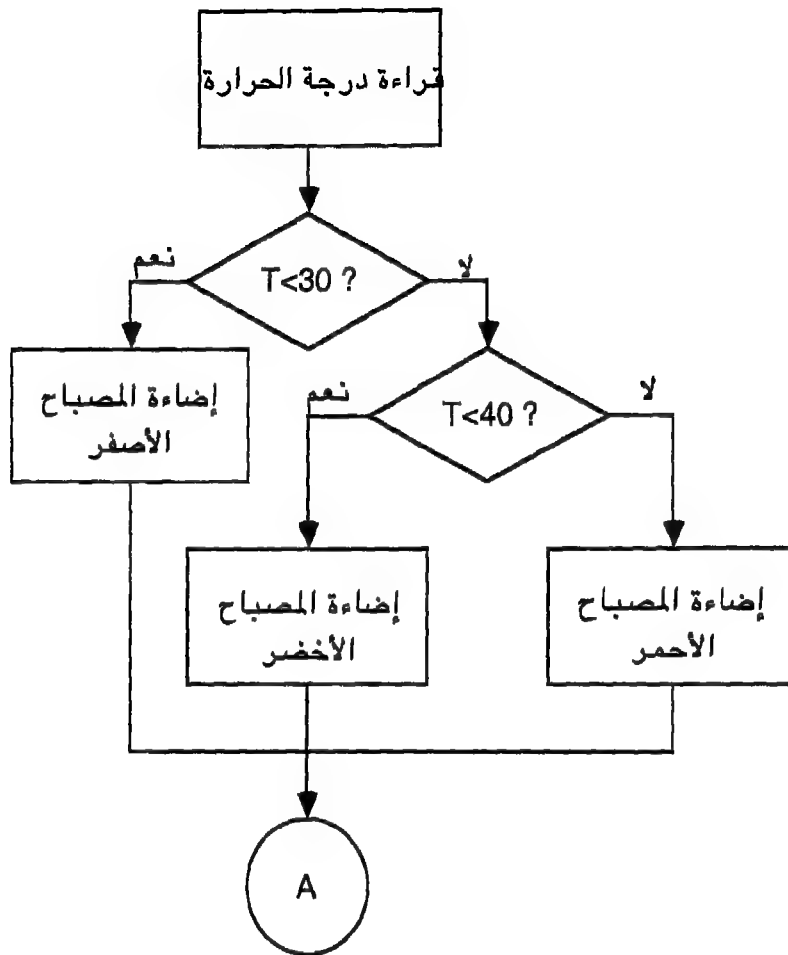 قراءة درجة الحرارة
T<30 ?
نعم
لا
إضاءة المصباح
الأصفر
T<40 ?
نعم
لا
إضاءة المصباح
الأخضر
إضاءة المصباح
الأحمر
A